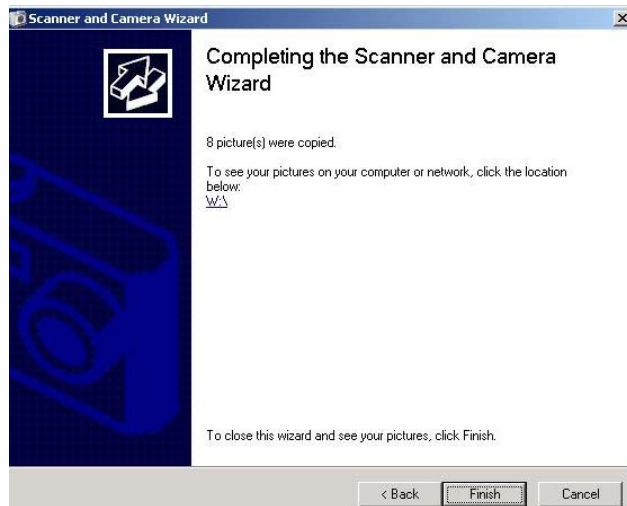 Scanner and Camera Wizard
Completing the Scanner and Camera
Wizard
8 picture(s) were copied.
To see your pictures on your computer or network, click the location
below:
W:\
To close this wizard and see your pictures, click Finish.
< Back
Finish
Cancel